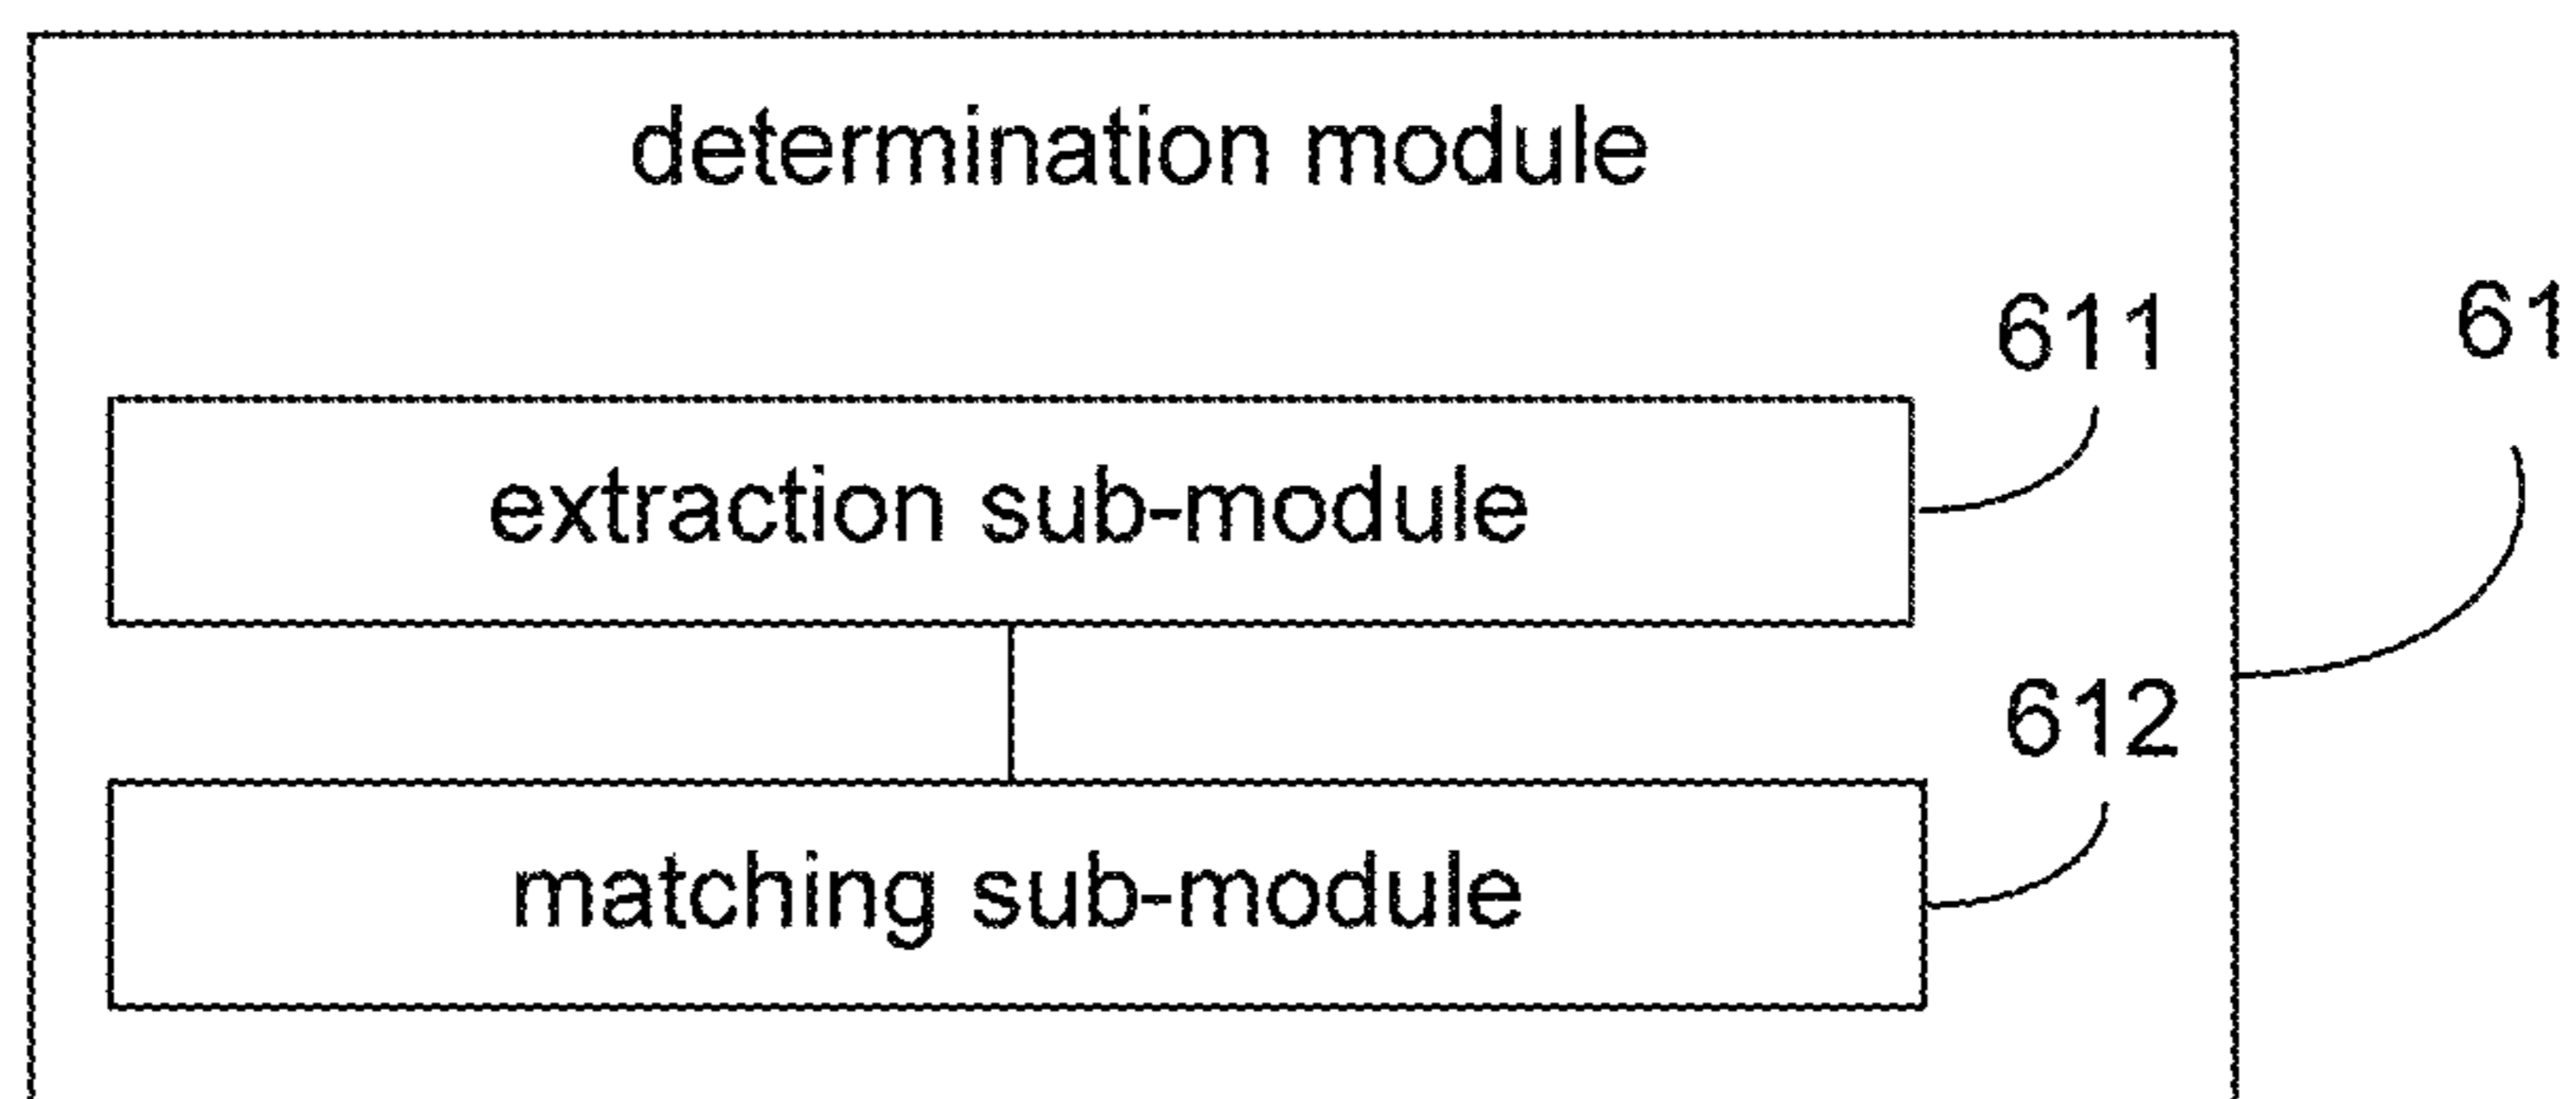 determination module
611
61
extraction sub-module
612
matching sub-module